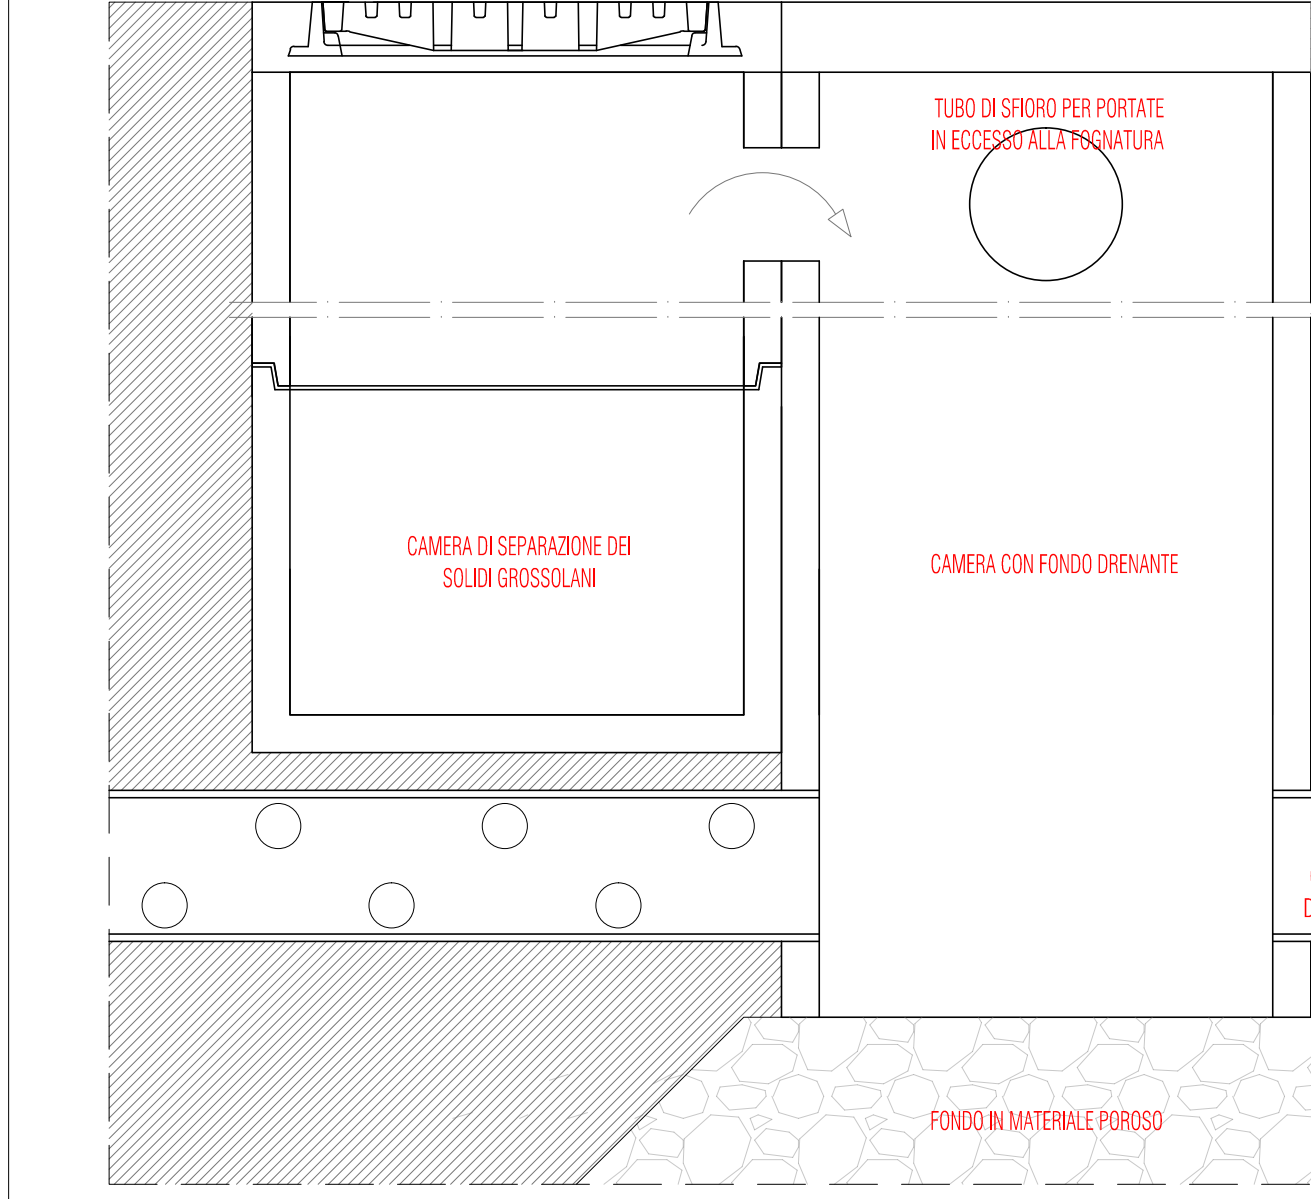 TUBO DI SFIORO PER PORTATE
IN ECCESSO ALLA FOGNATURA
CAMERA DI SEPARAZIONE DEI
SOLIDI GROSSOLANI
CAMERA CON FONDO DRENANTE
FONDO IN MATERIALE POROSO